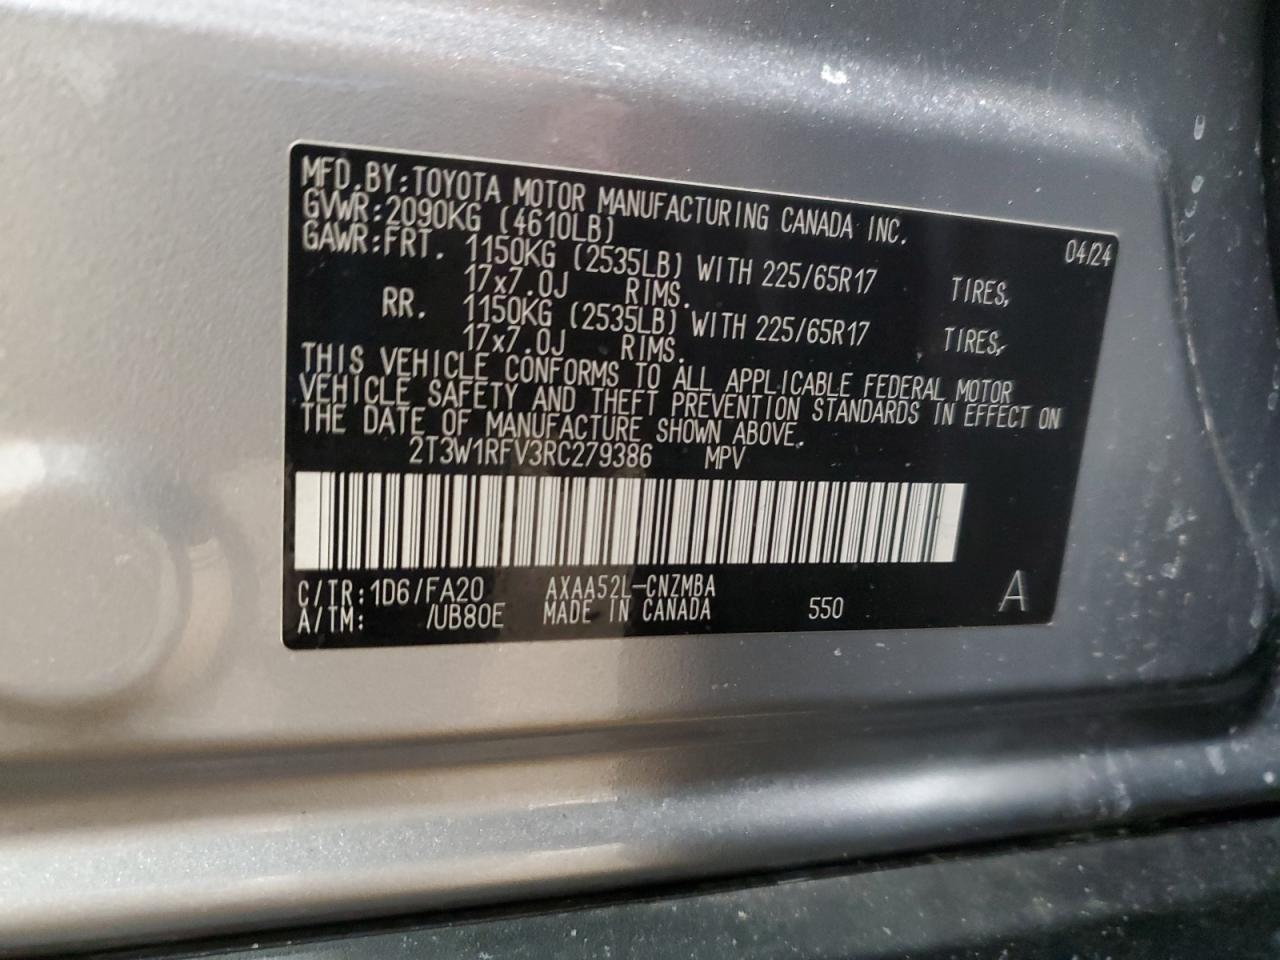 MFD.BY:TOYOTA MOTOR MANUFACTURING CANADA INC.
GVWR:2090KG (4610LB) 04/24
GAWR:FRT. 1150KG (2535LB) WITH 225/65R17 TIRES,
17x7.0J RIMS.
RR. 1150KG (2535LB) WITH 225/65R17 TIRES,
17x7.0J RIMS.
THIS VEHICLE CONFORMS TO ALL APPLICABLE FEDERAL MOTOR
VEHICLE SAFETY AND THEFT PREVENTION STANDARDS IN EFFECT ON
THE DATE OF MANUFACTURE SHOWN ABOVE.
2T3W1RFV3RC279386 MPV
C/TR:1D6/FA20 AXAA52L-CNZMBA
A/TM: /UB80E MADE IN CANADA 550 A